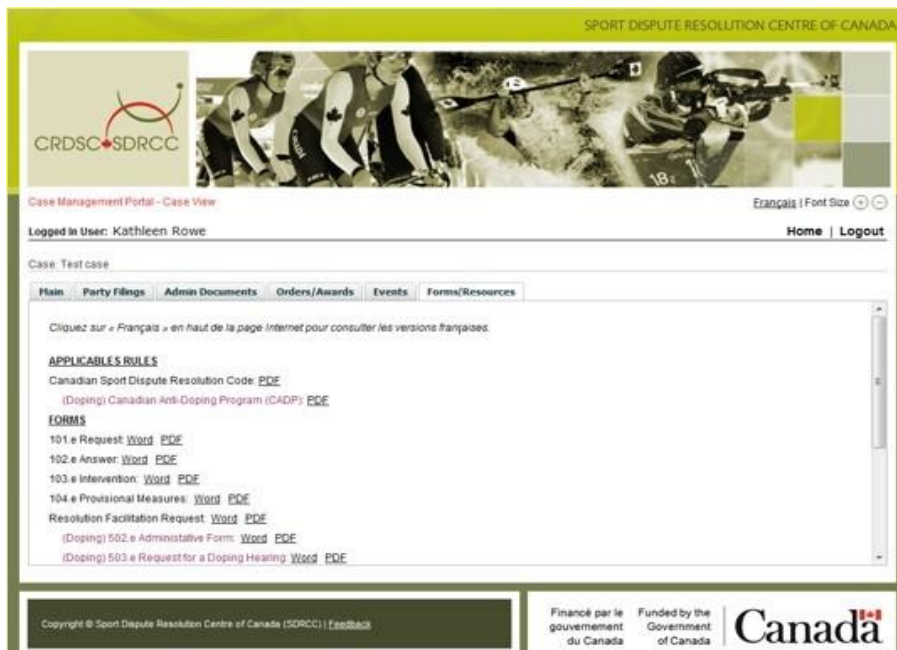 SPORT DISPUTE RESOLUTION CENTRE OF CANADA
CRDSC SDRCC
CANADA
18
Case Management Portal - Case View
Français | Font Size + −
Logged in User: Kathleen Rowe
Home | Logout
Case: Test case
Main Party Filings Admin Documents Orders/Awards Events Forms/Resources
Cliquez sur « Français » en haut de la page Internet pour consulter les versions françaises.
APPLICABLES RULES
Canadian Sport Dispute Resolution Code: PDF
(Doping) Canadian Anti-Doping Program (CADP): PDF
FORMS
101.e Request: Word PDF
102.e Answer: Word PDF
103.e Intervention: Word PDF
104.e Provisional Measures: Word PDF
Resolution Facilitation Request: Word PDF
(Doping) 502.e Administative Form: Word PDF
(Doping) 503.e Request for a Doping Hearing: Word PDF
Copyright © Sport Dispute Resolution Centre of Canada (SDRCC) | Feedback
Financé par le gouvernement du Canada
Funded by the Government of Canada
Canada